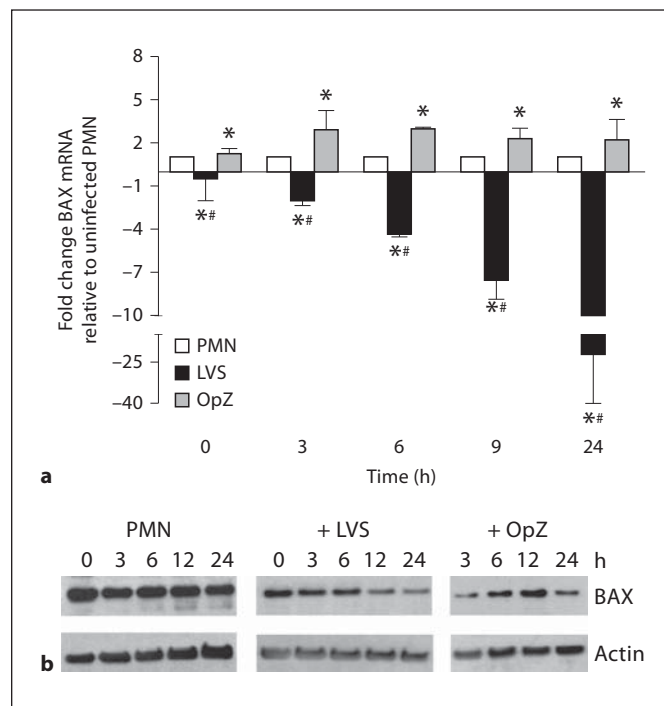 Fold change BAX mRNA
relative to uninfected PMN
8
5
2
–1
–4
–7
–10
–25
–40
*
*
*
*
*
*#
*#
*#
*#
*#
PMN
LVS
OpZ
0 3 6 9 24
a
Time (h)
PMN + LVS + OpZ
0 3 6 12 24 0 3 6 12 24 3 6 12 24 h
BAX
b
Actin